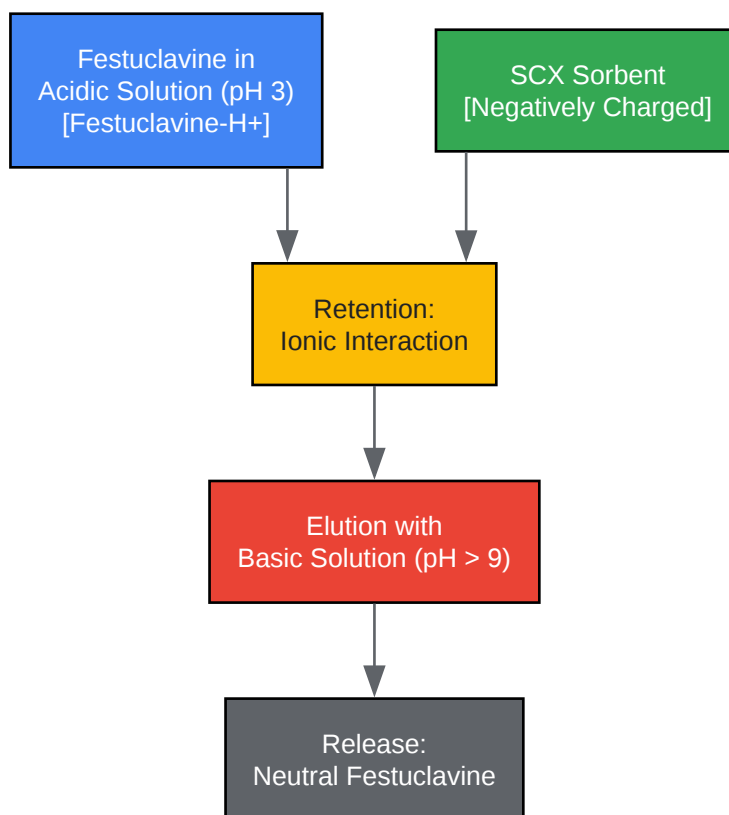 Festuclavine in
Acidic Solution (pH 3)
[Festuclavine-H+]
SCX Sorbent
[Negatively Charged]
Retention:
Ionic Interaction
Elution with
Basic Solution (pH > 9)
Release:
Neutral Festuclavine